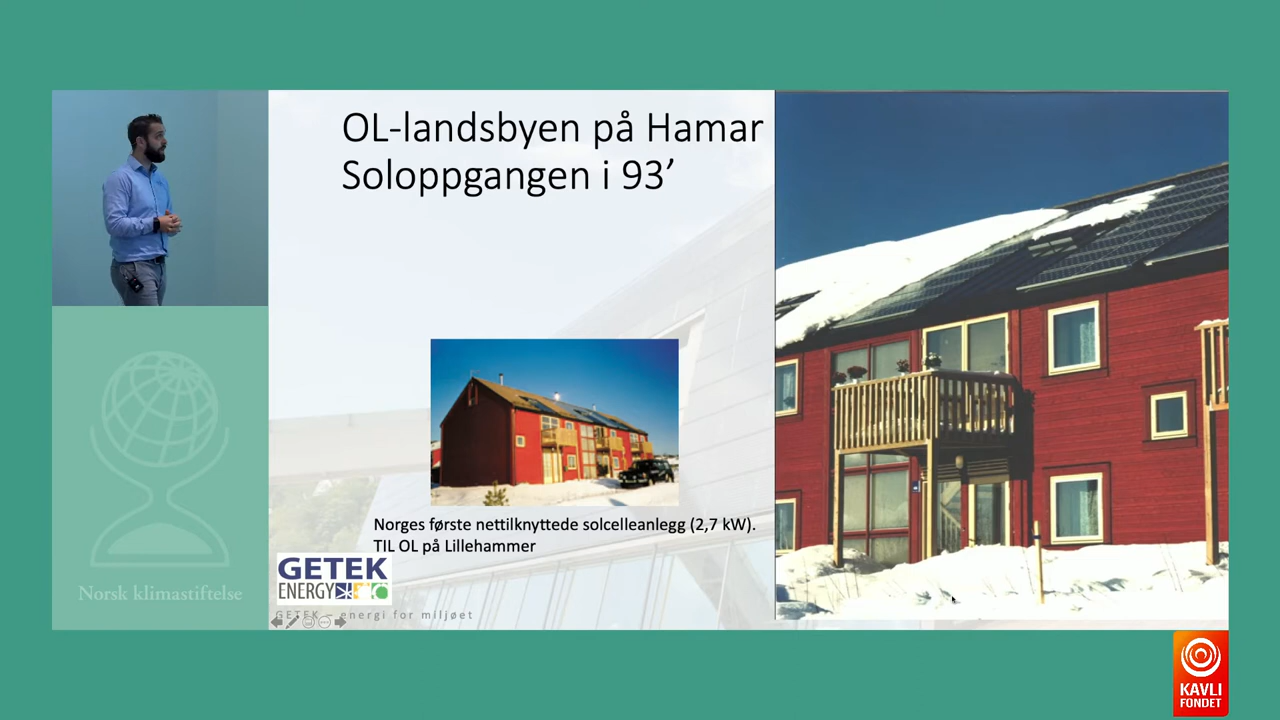 OL-landsbyen på Hamar
Soloppgangen i 93’
Norges første nettilknyttede solcelleanlegg (2,7 kW).
TIL OL på Lillehammer
GETEK
ENERGY
GETEK – energi for miljøet
Norsk klimastiftelse
KAVLI
FONDET